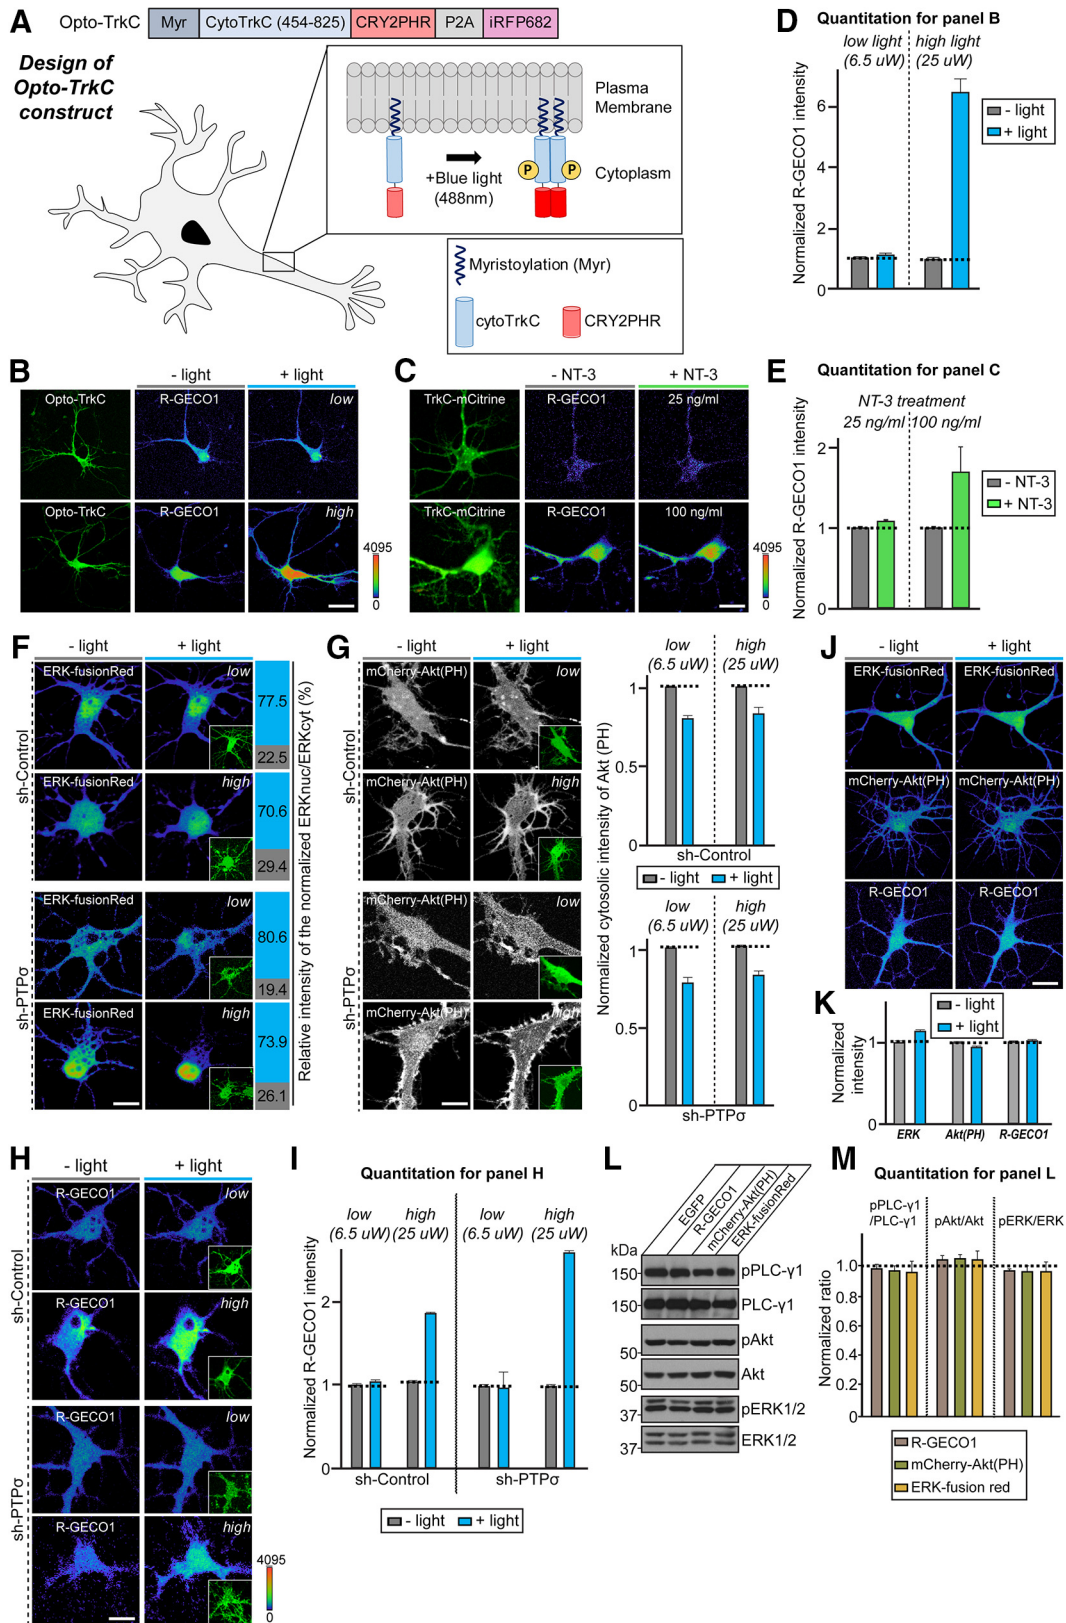 A
Opto-TrkC
Myr
CytoTrkC (454-825)
CRY2PHR
P2A
iRFP682
Design of
Opto-TrkC
construct
Plasma
Membrane
+Blue light
(488nm)
P
P
Cytoplasm
Myristoylation (Myr)
cytoTrkC
CRY2PHR
D
Quantitation for panel B
low light
(6.5 uW)
high light
(25 uW)
Normalized R-GECO1 intensity
6
4
2
0
- light
+ light
B
- light
+ light
Opto-TrkC
R-GECO1
low
Opto-TrkC
R-GECO1
high
4095
0
C
- NT-3
+ NT-3
TrkC-mCitrine
R-GECO1
25 ng/ml
TrkC-mCitrine
R-GECO1
100 ng/ml
4095
0
E
Quantitation for panel C
NT-3 treatment
25 ng/ml
100 ng/ml
Normalized R-GECO1 intensity
2
1
0
- NT-3
+ NT-3
F
- light
+ light
sh-Control
ERK-fusionRed
low
77.5
22.5
ERK-fusionRed
high
70.6
29.4
sh-PTPσ
ERK-fusionRed
low
80.6
19.4
ERK-fusionRed
high
73.9
26.1
Relative intensity of the normalized ERKnuc/ERKcyt (%)
G
- light
+ light
sh-Control
mCherry-Akt(PH)
low
mCherry-Akt(PH)
high
sh-PTPσ
mCherry-Akt(PH)
low
mCherry-Akt(PH)
high
Normalized cytosolic intensity of Akt (PH)
low
(6.5 uW)
high
(25 uW)
1
0.5
0
sh-Control
- light
+ light
low
(6.5 uW)
high
(25 uW)
1
0.5
0
sh-PTPσ
J
- light
+ light
ERK-fusionRed
ERK-fusionRed
mCherry-Akt(PH)
mCherry-Akt(PH)
R-GECO1
R-GECO1
K
- light
+ light
Normalized
intensity
1
0
ERK
Akt(PH)
R-GECO1
H
- light
+ light
sh-Control
R-GECO1
low
R-GECO1
high
sh-PTPσ
R-GECO1
low
R-GECO1
high
4095
0
I
Quantitation for panel H
low
(6.5 uW)
high
(25 uW)
low
(6.5 uW)
high
(25 uW)
Normalized R-GECO1 intensity
2
1
0
sh-Control
sh-PTPσ
- light
+ light
L
EGFP
R-GECO1
mCherry-Akt(PH)
ERK-fusionRed
kDa
150-
pPLC-γ1
150-
PLC-γ1
50-
pAkt
50-
Akt
37-
pERK1/2
37-
ERK1/2
M
Quantitation for panel L
pPLC-γ1
/PLC-γ1
pAkt/Akt
pERK/ERK
Normalized ratio
1.0
0.8
0.6
0.4
0.2
0
R-GECO1
mCherry-Akt(PH)
ERK-fusion red